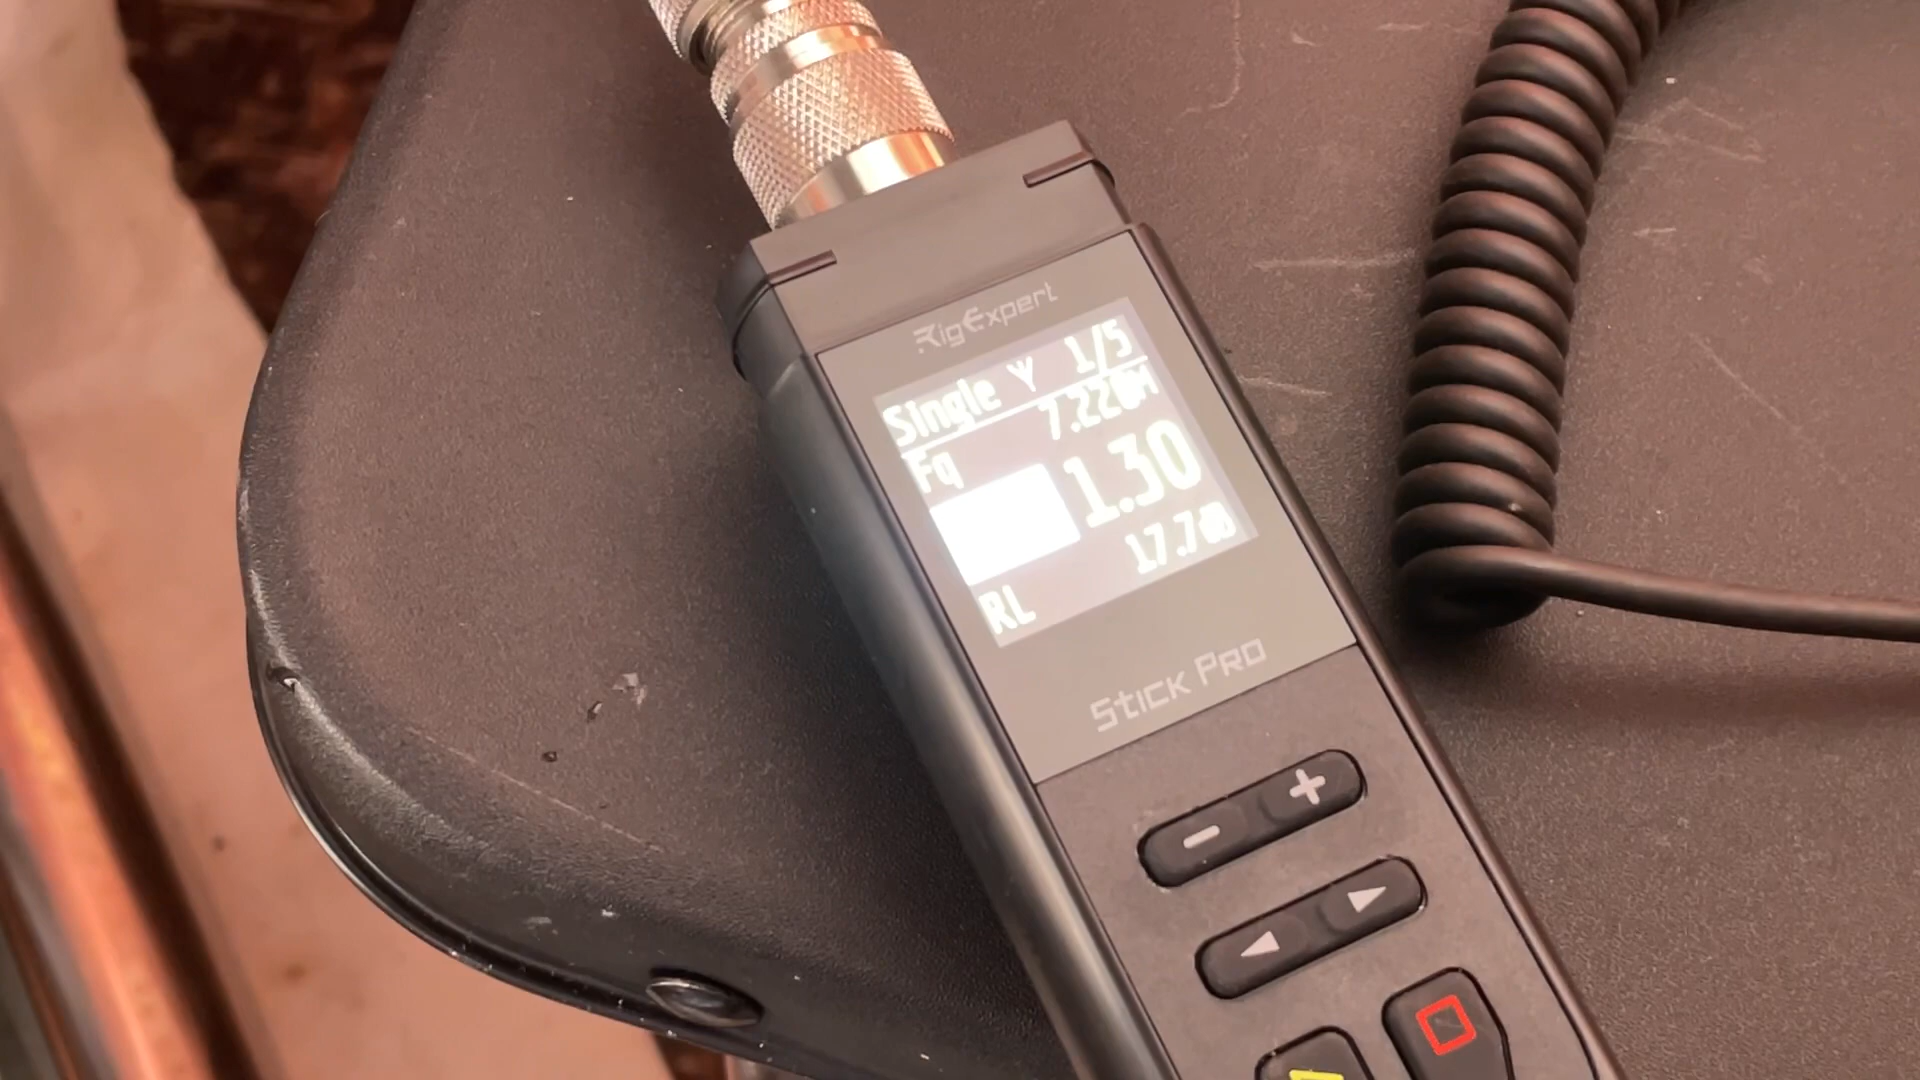 RigExpert
Single 1/5
Fq 7.220M
1.30
RL 17.7dB
Stick Pro
- +